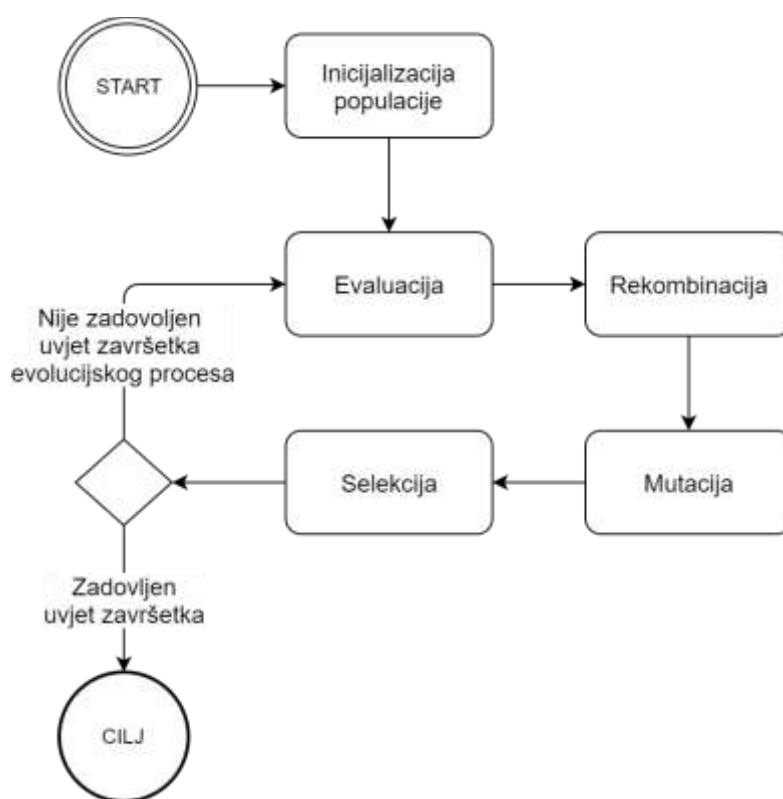 START
Inicijalizacija
populacije
Evaluacija
Rekombinacija
Nije zadovoljen
uvjet završetka
evolucijskog procesa
Selekcija
Mutacija
Zadovljen
uvjet završetka
CILJ